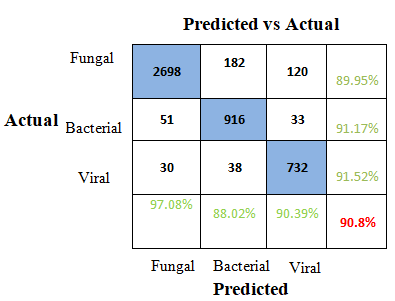 Predicted vs Actual
Fungal 2698 182 120 89.95%
Actual Bacterial 51 916 33 91.17%
Viral 30 38 732 91.52%
97.08% 88.02% 90.39% 90.8%
Fungal Bacterial Viral
Predicted